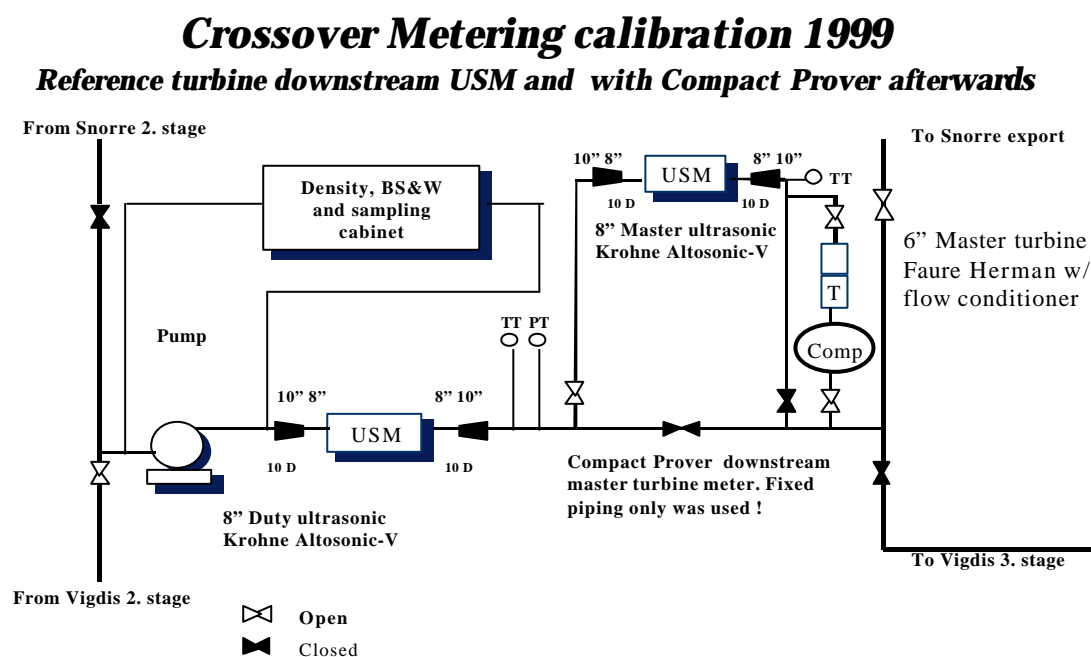 Crossover Metering calibration 1999
Reference turbine downstream USM and with Compact Prover afterwards
From Snorre 2. stage
To Snorre export
10” 8”
8” 10”
USM
TT
10 D
10 D
Density, BS&W
and sampling
cabinet
8” Master ultrasonic
Krohne Altosonic-V
6” Master turbine
Faure Herman w/
flow conditioner
T
Pump
TT PT
Comp
10” 8”
8” 10”
USM
10 D
10 D
Compact Prover downstream
master turbine meter. Fixed
piping only was used !
8” Duty ultrasonic
Krohne Altosonic-V
To Vigdis 3. stage
From Vigdis 2. stage
Open
Closed